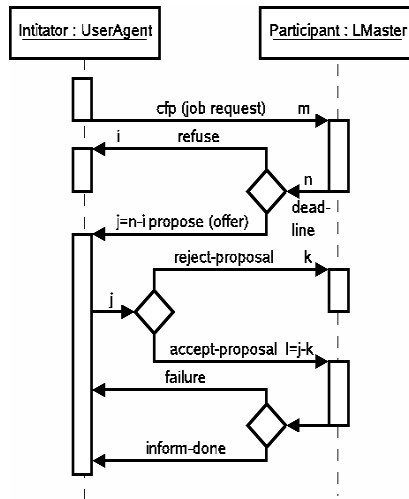 Intitator : UserAgent
Participant : LMaster
cfp (job request) m
i refuse
n
dead-
line
j=n-i propose (offer)
reject-proposal k
j
accept-proposal l=j-k
failure
inform-done